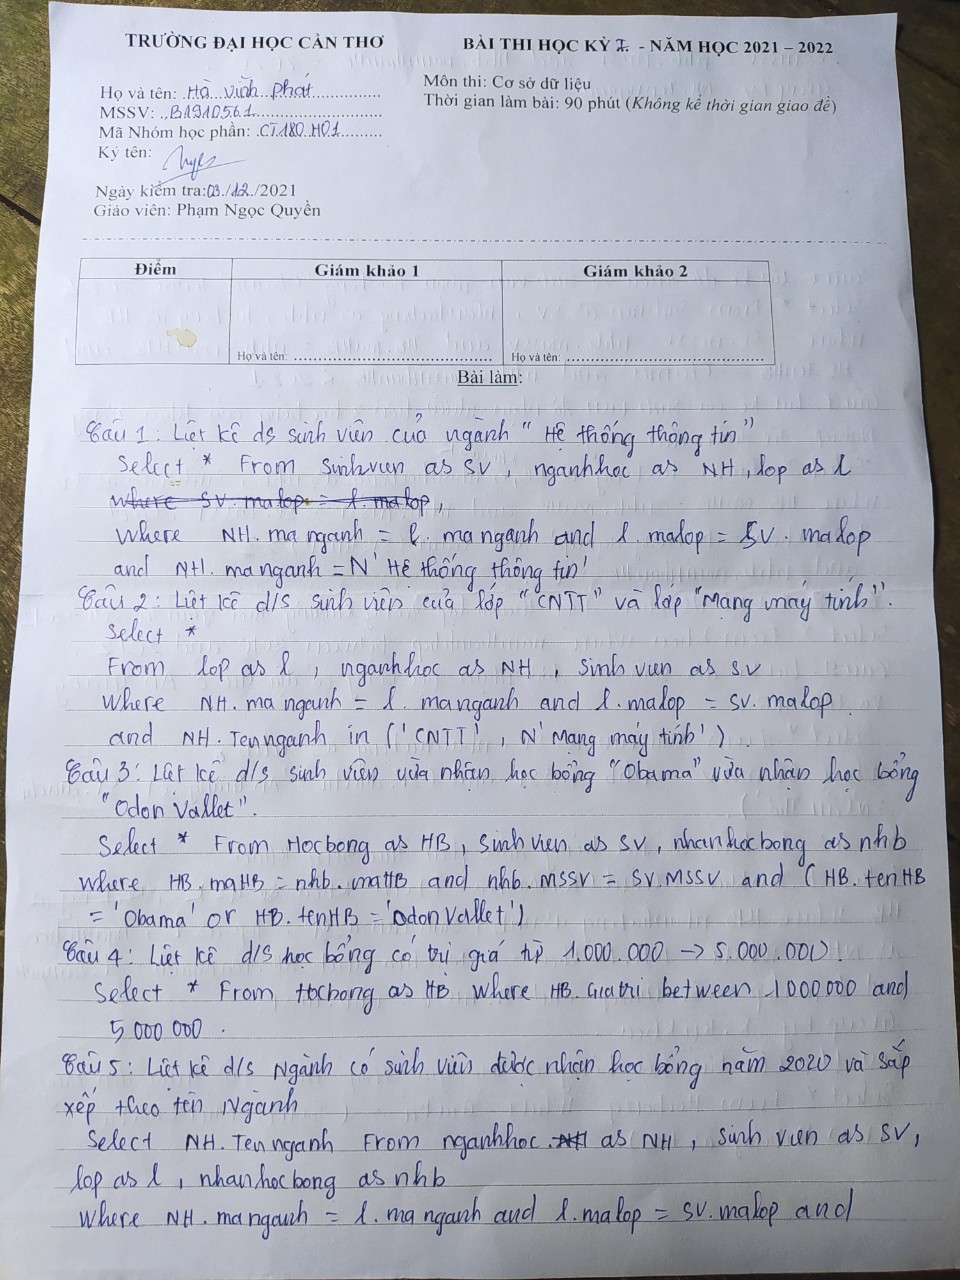 TRƯỜNG ĐẠI HỌC CẦN THƠ
BÀI THI HỌC KỲ I - NĂM HỌC 2021 – 2022
Họ và tên: Hà Vĩnh Phát
Môn thi: Cơ sở dữ liệu
MSSV: B1910561
Thời gian làm bài: 90 phút (Không kể thời gian giao đề)
Mã Nhóm học phần: CT180 H01
Ký tên:
Ngày kiểm tra:03/12/2021
Giáo viên: Phạm Ngọc Quyền
Điểm Giám khảo 1 Giám khảo 2
Họ và tên: Họ và tên:
Bài làm:
Câu 1: Liệt kê ds sinh viên của ngành "Hệ thống thông tin"
Select * From sinhvien as SV, nganhhoc as NH, lop as l
where SV.malop = l.malop,
Where NH.manganh = l.manganh and l.malop = SV.malop
and NH.manganh = N'Hệ thống thông tin'
Câu 2: Liệt kê d/s sinh viên của lớp "CNTT" và lớp "Mạng máy tính".
Select *
From lop as l, nganhhoc as NH, sinhvien as SV
Where NH.manganh = l.manganh and l.malop = SV.malop
and NH.Tennganh in ('CNTT', N'Mạng máy tính').
Câu 3: Liệt kê d/s sinh viên vừa nhận học bổng "Obama" vừa nhận học bổng
"Odon Vallet".
Select * From Hocbong as HB, sinhvien as SV, nhanhocbong as nhb
Where HB.maHB = nhb.maHB and nhb.MSSV = SV.MSSV and (HB.tenHB
= 'Obama' or HB.tenHB = 'Odon Vallet')
Câu 4: Liệt kê d/s học bổng có trị giá từ 1.000.000 → 5.000.000.
Select * From Hocbong as HB Where HB.Giatri between 1000000 and
5000000.
Câu 5: Liệt kê d/s Ngành có sinh viên được nhận học bổng năm 2020 và sắp
xếp theo tên Ngành
Select NH.Tennganh From nganhhoc as NH, sinhvien as SV,
lop as l, nhanhocbong as nhb
Where NH.manganh = l.manganh and l.malop = SV.malop and